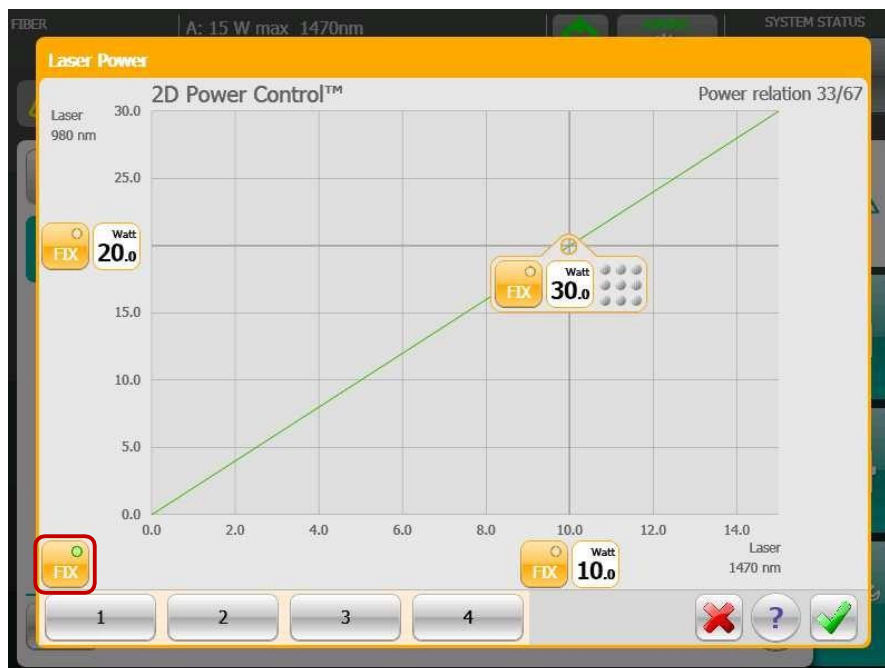 FIBER
A: 15 W max 1470nm
SYSTEM STATUS
Laser Power
2D Power Control™
Power relation 33/67
Laser
980 nm
30.0
25.0
FIX
Watt
20.0
FIX
Watt
30.0
15.0
10.0
5.0
0.0
0.0 2.0 4.0 6.0 8.0 10.0 12.0 14.0
FIX
FIX
Watt
10.0
Laser
1470 nm
1 2 3 4
?